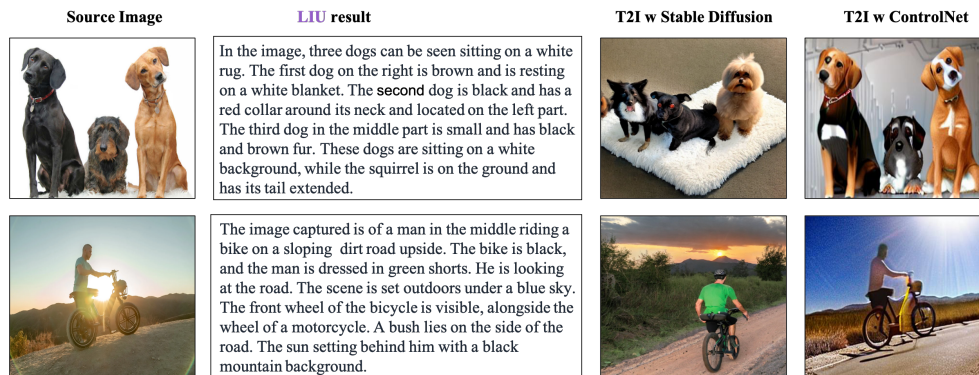 Source Image
LIU result
T2I w Stable Diffusion
T2I w ControlNet
In the image, three dogs can be seen sitting on a white
rug. The first dog on the right is brown and is resting
on a white blanket. The second dog is black and has a
red collar around its neck and located on the left part.
The third dog in the middle part is small and has black
and brown fur. These dogs are sitting on a white
background, while the squirrel is on the ground and
has its tail extended.
The image captured is of a man in the middle riding a
bike on a sloping dirt road upside. The bike is black,
and the man is dressed in green shorts. He is looking
at the road. The scene is set outdoors under a blue sky.
The front wheel of the bicycle is visible, alongside the
wheel of a motorcycle. A bush lies on the side of the
road. The sun setting behind him with a black
mountain background.